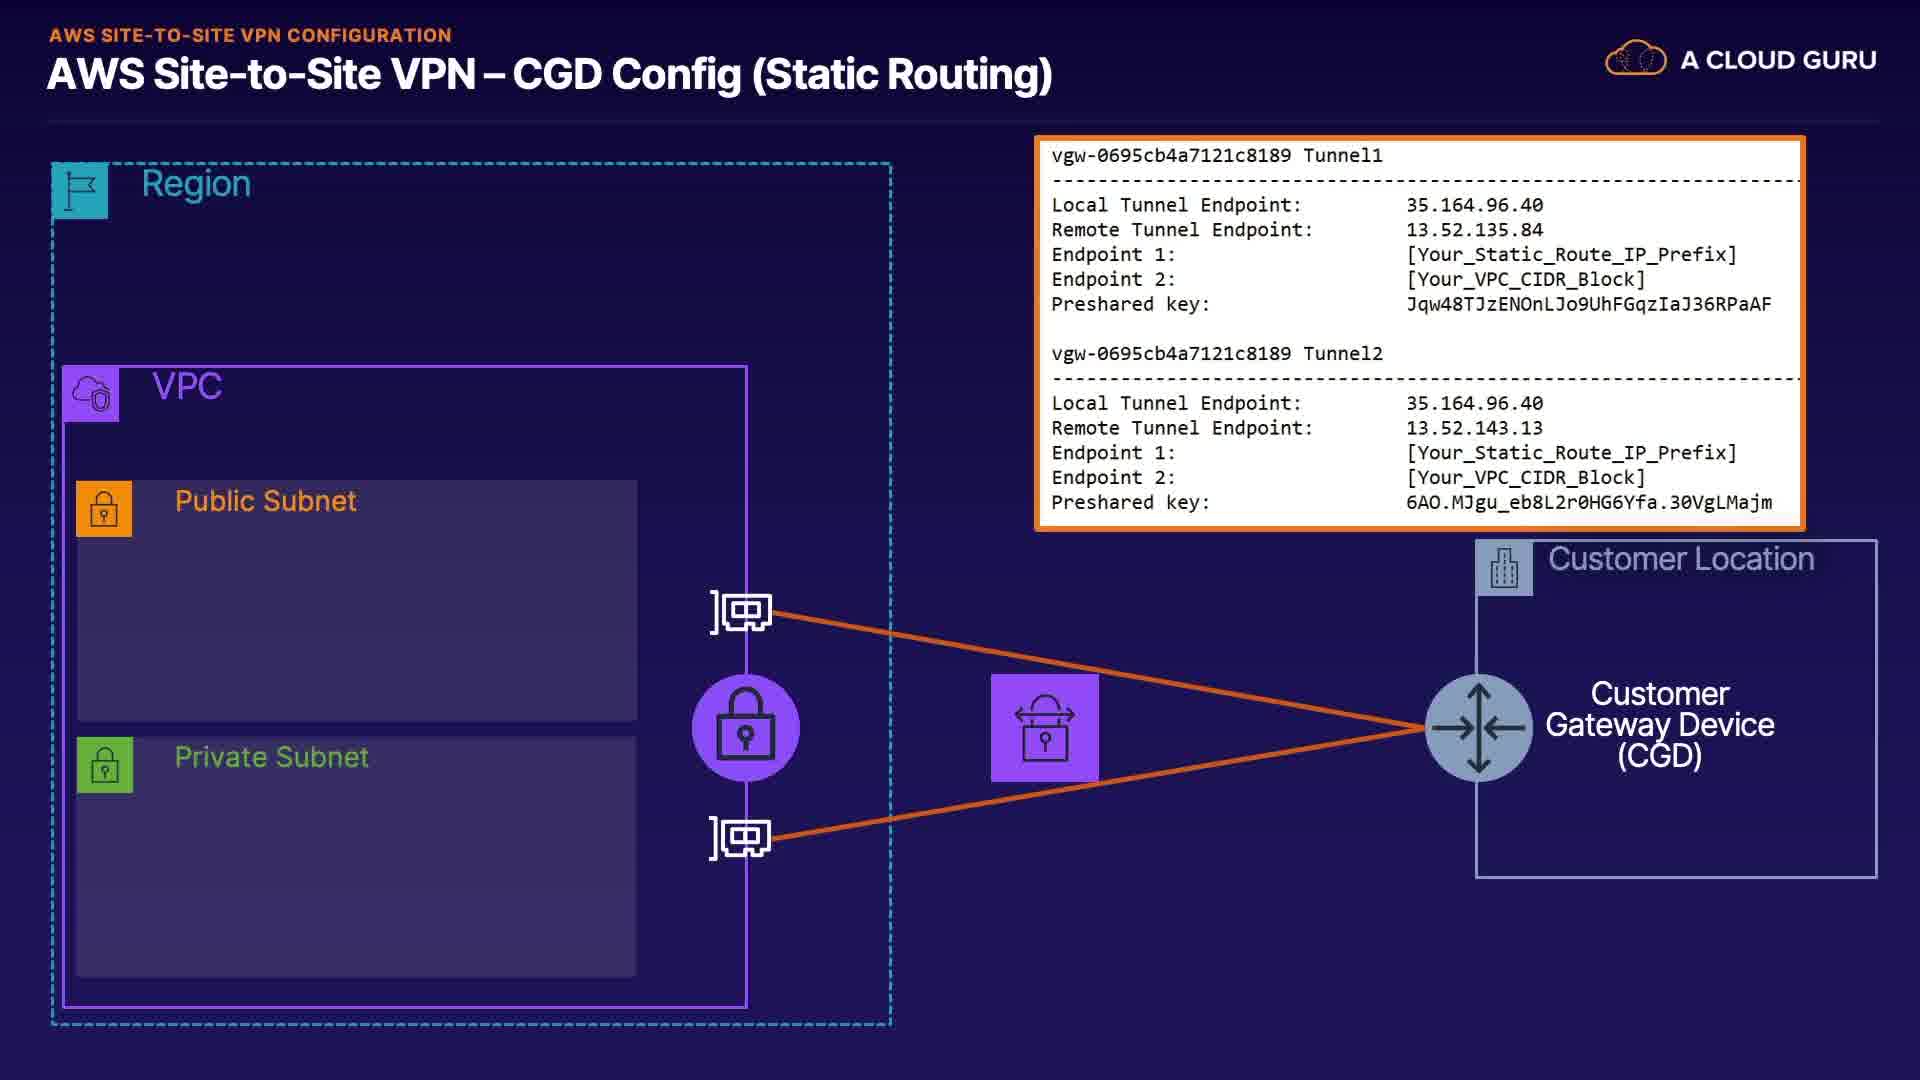 AWS SITE-TO-SITE VPN CONFIGURATION
AWS Site-to-Site VPN – CGD Config (Static Routing)
A CLOUD GURU
vgw-0695cb4a7121c8189 Tunnel1
--------------------------------------------------------------------------------
Local Tunnel Endpoint: 35.164.96.40
Remote Tunnel Endpoint: 13.52.135.84
Endpoint 1: [Your_Static_Route_IP_Prefix]
Endpoint 2: [Your_VPC_CIDR_Block]
Preshared key: Jqw48TJzENOnLJo9UhFGqzIaJ36RPaAF
vgw-0695cb4a7121c8189 Tunnel2
--------------------------------------------------------------------------------
Local Tunnel Endpoint: 35.164.96.40
Remote Tunnel Endpoint: 13.52.143.13
Endpoint 1: [Your_Static_Route_IP_Prefix]
Endpoint 2: [Your_VPC_CIDR_Block]
Preshared key: 6AO.MJgu_eb8L2r0HG6Yfa.30VgLMajm
Region
VPC
Public Subnet
Private Subnet
Customer Location
Customer
Gateway Device
(CGD)